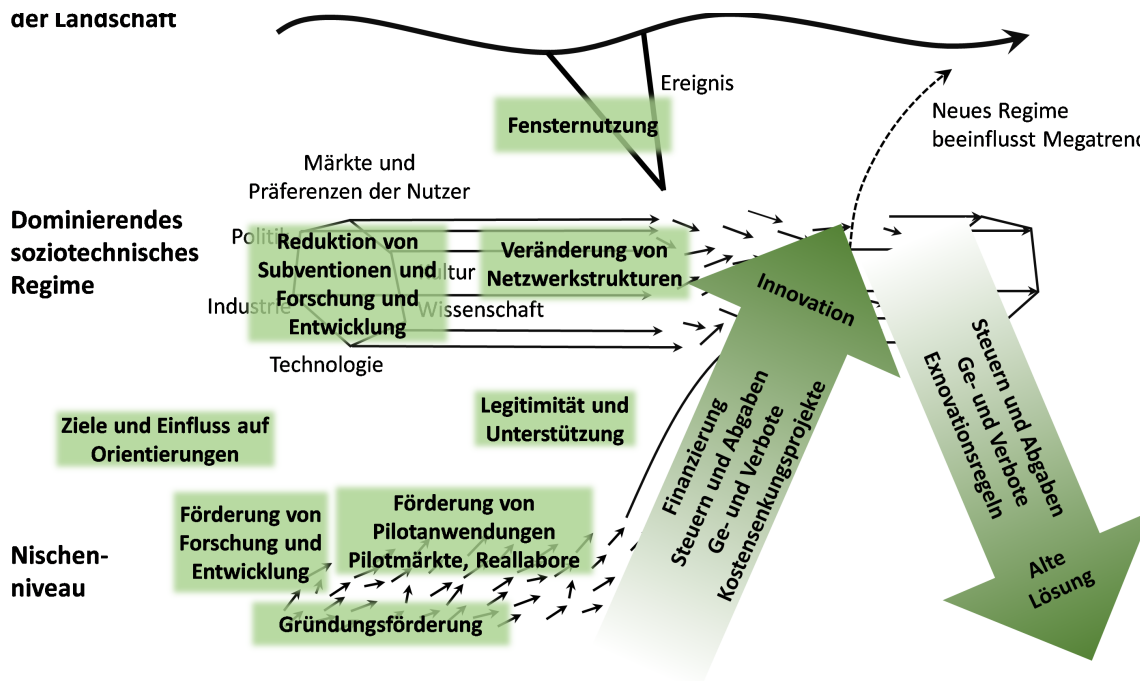 der Landschaft
Ereignis
Fensternutzung
Neues Regime
beeinflusst Megatrend
Märkte und
Präferenzen der Nutzer
Dominierendes
soziotechnisches
Regime
Politik
Reduktion von
Subventionen und
Forschung und
Entwicklung
Kultur
Industrie
Wissenschaft
Technologie
Veränderung von
Netzwerkstrukturen
Innovation
Finanzierung
Steuern und Abgaben
Ge- und Verbote
Kostensenkungsprojekte
Steuern und Abgaben
Ge- und Verbote
Exnovationsregeln
Alte
Lösung
Ziele und Einfluss auf
Orientierungen
Legitimität und
Unterstützung
Nischen-
niveau
Förderung von
Forschung und
Entwicklung
Förderung von
Pilotanwendungen
Pilotmärkte, Reallabore
Gründungsförderung